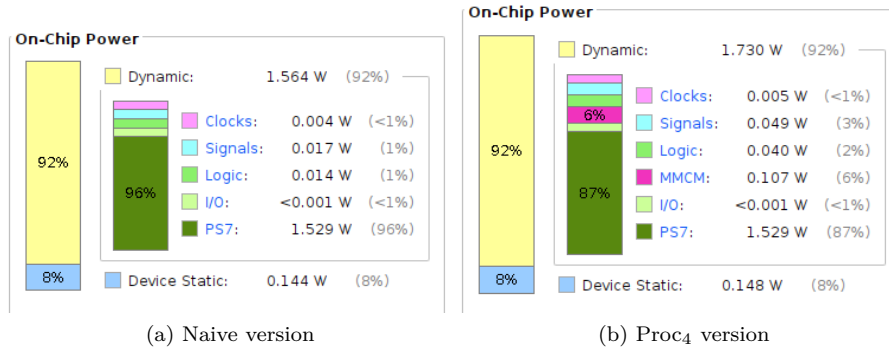 On-Chip Power
Dynamic: 1.564 W (92%)
92%
8%
96%
Clocks: 0.004 W (<1%)
Signals: 0.017 W (1%)
Logic: 0.014 W (1%)
I/O: <0.001 W (<1%)
PS7: 1.529 W (96%)
Device Static: 0.144 W (8%)
(a) Naive version
On-Chip Power
Dynamic: 1.730 W (92%)
92%
8%
6%
87%
Clocks: 0.005 W (<1%)
Signals: 0.049 W (3%)
Logic: 0.040 W (2%)
MMCM: 0.107 W (6%)
I/O: <0.001 W (<1%)
PS7: 1.529 W (87%)
Device Static: 0.148 W (8%)
(b) Proc₄ version